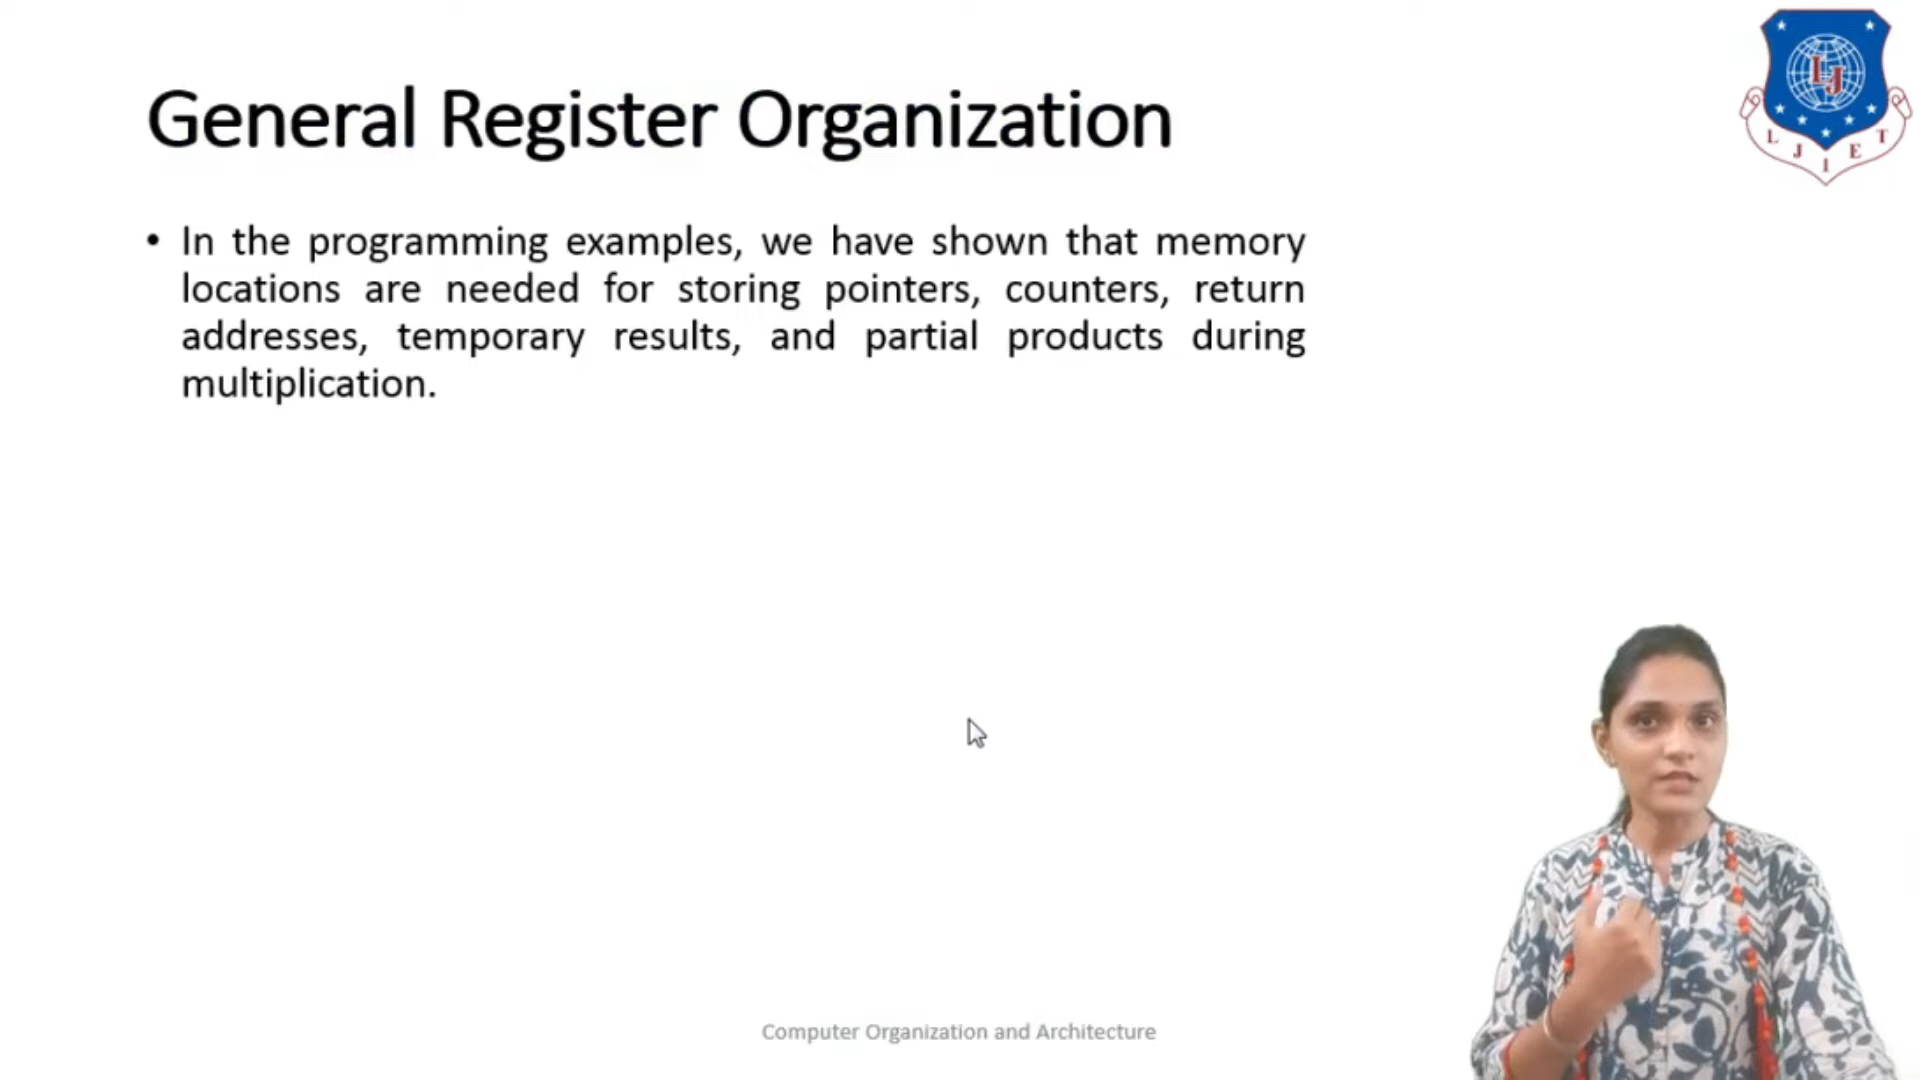 General Register Organization
• In the programming examples, we have shown that memory
locations are needed for storing pointers, counters, return
addresses, temporary results, and partial products during
multiplication.
LJ
L J I E T
Computer Organization and Architecture